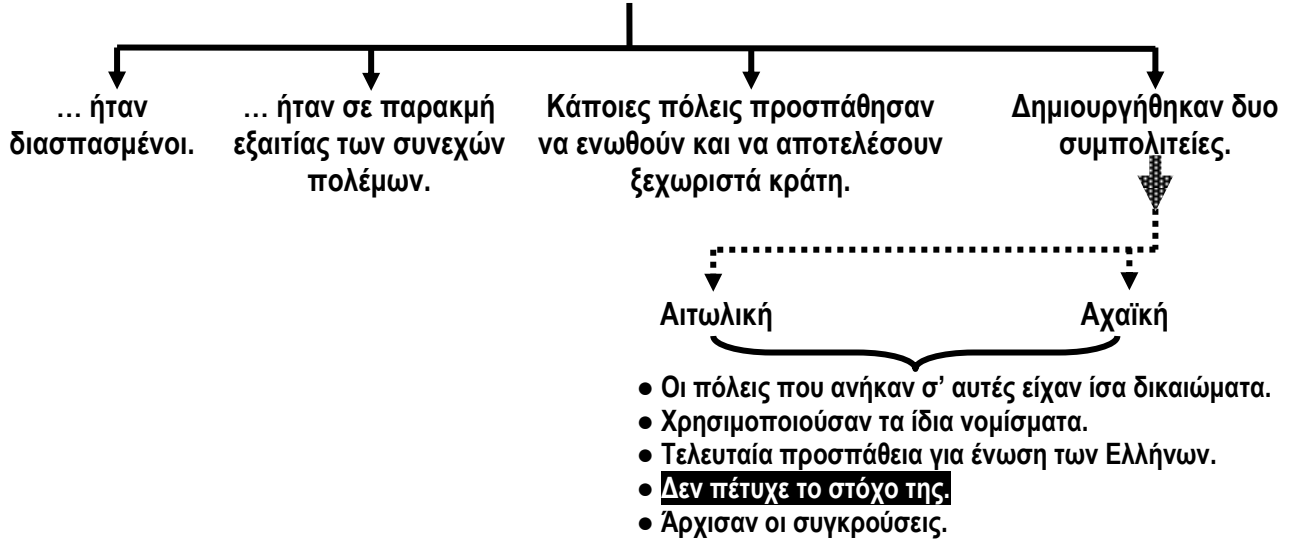 … ήταν
διασπασμένοι.
… ήταν σε παρακμή
εξαιτίας των συνεχών
πολέμων.
Κάποιες πόλεις προσπάθησαν
να ενωθούν και να αποτελέσουν
ξεχωριστά κράτη.
Δημιουργήθηκαν δυο
συμπολιτείες.
Αιτωλική
Αχαϊκή
● Οι πόλεις που ανήκαν σ’ αυτές είχαν ίσα δικαιώματα.
● Χρησιμοποιούσαν τα ίδια νομίσματα.
● Τελευταία προσπάθεια για ένωση των Ελλήνων.
● Δεν πέτυχε το στόχο της.
● Άρχισαν οι συγκρούσεις.